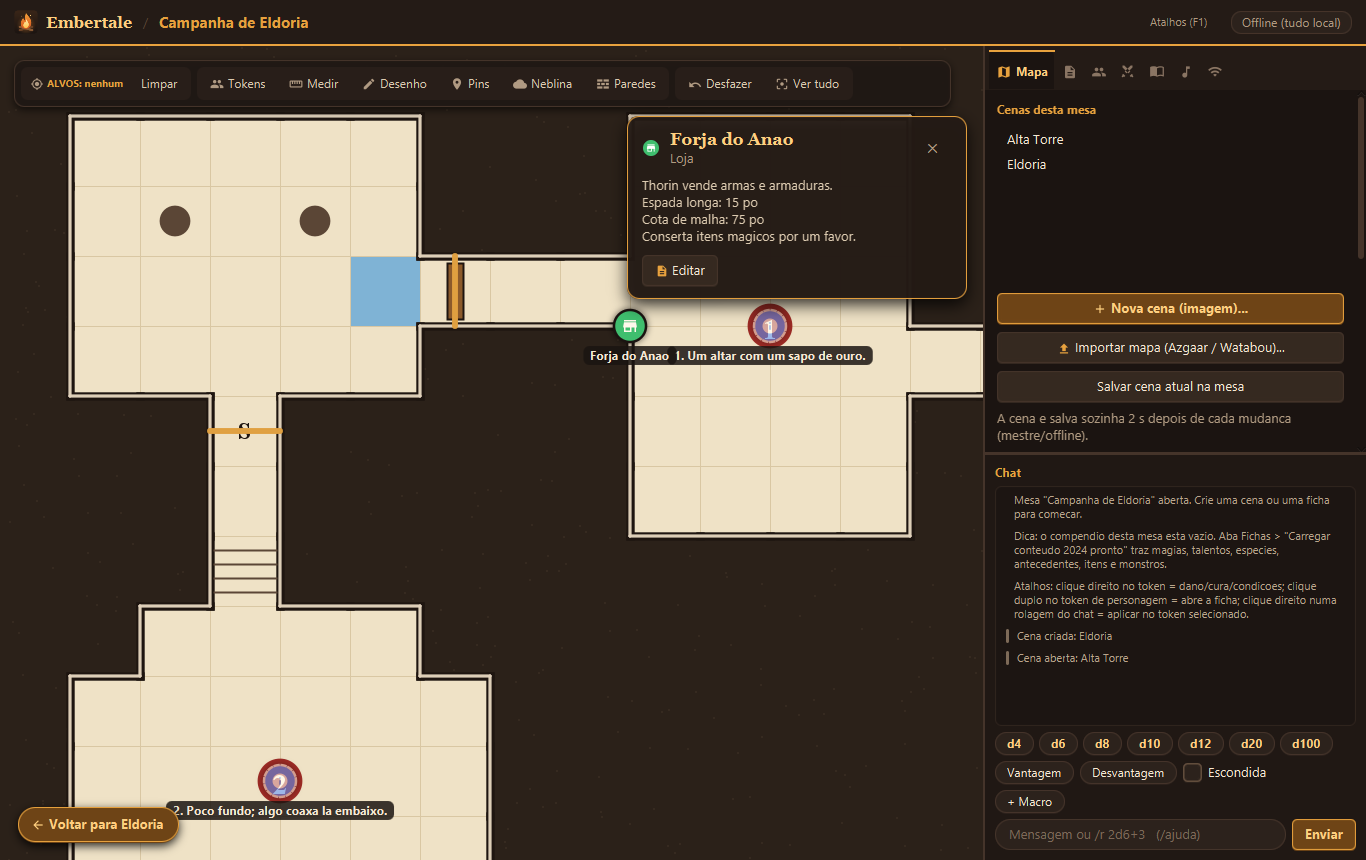 Embertale / Campanha de Eldoria
Atalhos (F1)
Offline (tudo local)
ALVOS: nenhum
Limpar
Tokens
Medir
Desenho
Pins
Neblina
Paredes
Desfazer
Ver tudo
Mapa
Forja do Anao
Loja
Thorin vende armas e armaduras.
Espada longa: 15 po
Cota de malha: 75 po
Conserta itens magicos por um favor.
Editar
Forja do Anao
1. Um altar com um sapo de ouro.
S
2. Poco fundo; algo coaxa la embaixo.
← Voltar para Eldoria
Cenas desta mesa
Alta Torre
Eldoria
+ Nova cena (imagem)...
Importar mapa (Azgaar / Watabou)...
Salvar cena atual na mesa
A cena e salva sozinha 2 s depois de cada mudanca
(mestre/offline).
Chat
Mesa "Campanha de Eldoria" aberta. Crie uma cena ou uma ficha
para comecar.
Dica: o compendio desta mesa esta vazio. Aba Fichas > "Carregar
conteudo 2024 pronto" traz magias, talentos, especies,
antecedentes, itens e monstros.
Atalhos: clique direito no token = dano/cura/condicoes; clique
duplo no token de personagem = abre a ficha; clique direito numa
rolagem do chat = aplicar no token selecionado.
Cena criada: Eldoria
Cena aberta: Alta Torre
d4
d6
d8
d10
d12
d20
d100
Vantagem
Desvantagem
Escondida
+ Macro
Mensagem ou /r 2d6+3 (/ajuda)
Enviar